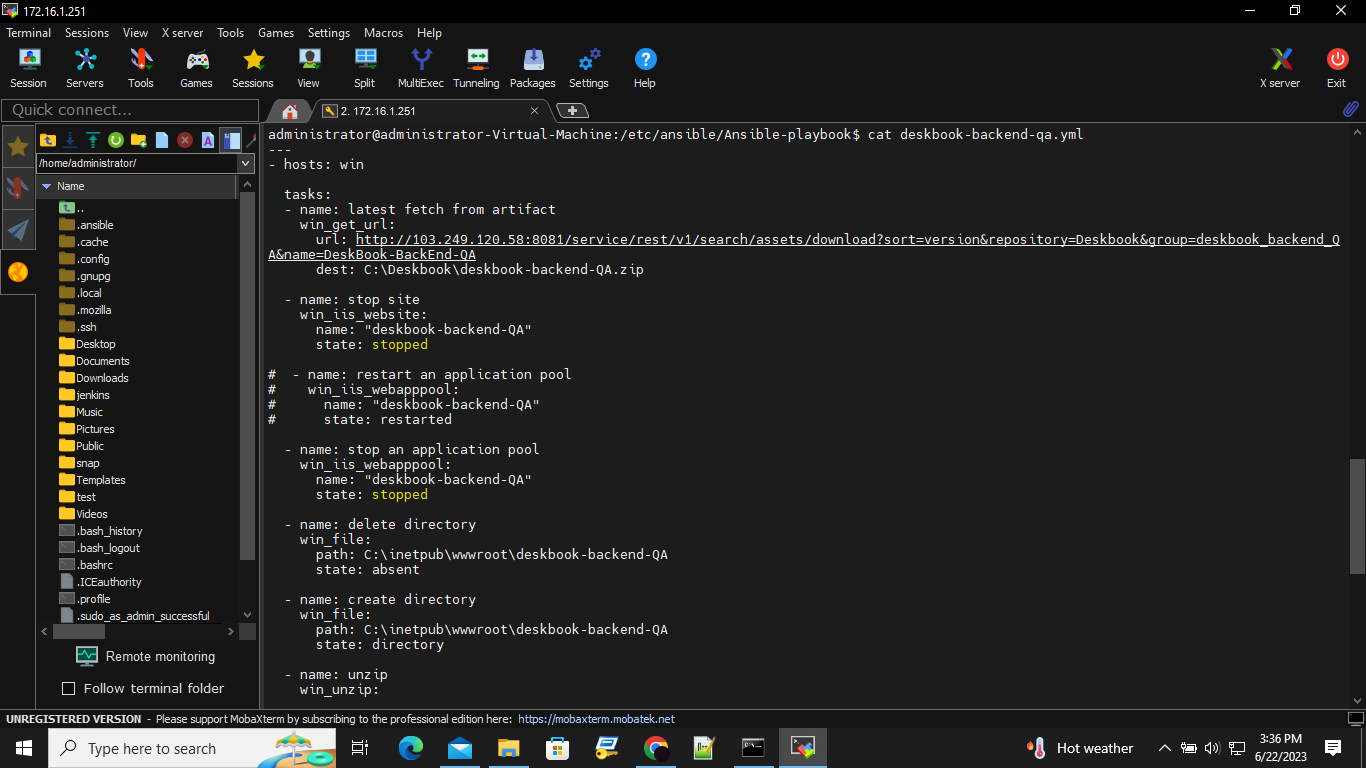 172.16.1.251
Terminal Sessions View X server Tools Games Settings Macros Help
Session Servers Tools Games Sessions View Split MultiExec Tunneling Packages Settings Help X server Exit
Quick connect...
2. 172.16.1.251
/home/administrator/
Name
..
.ansible
.cache
.config
.gnupg
.local
.mozilla
.ssh
Desktop
Documents
Downloads
jenkins
Music
Pictures
Public
snap
Templates
test
Videos
.bash_history
.bash_logout
.bashrc
.ICEauthority
.profile
.sudo_as_admin_successful
Remote monitoring
Follow terminal folder
administrator@administrator-Virtual-Machine:/etc/ansible/Ansible-playbook$ cat deskbook-backend-qa.yml
---
- hosts: win
  tasks:
  - name: latest fetch from artifact
    win_get_url:
      url: http://103.249.120.58:8081/service/rest/v1/search/assets/download?sort=version&repository=Deskbook&group=deskbook_backend_Q
A&name=DeskBook-BackEnd-QA
      dest: C:\Deskbook\deskbook-backend-QA.zip
  - name: stop site
    win_iis_website:
      name: "deskbook-backend-QA"
      state: stopped
#  - name: restart an application pool
#    win_iis_webapppool:
#      name: "deskbook-backend-QA"
#      state: restarted
  - name: stop an application pool
    win_iis_webapppool:
      name: "deskbook-backend-QA"
      state: stopped
  - name: delete directory
    win_file:
      path: C:\inetpub\wwwroot\deskbook-backend-QA
      state: absent
  - name: create directory
    win_file:
      path: C:\inetpub\wwwroot\deskbook-backend-QA
      state: directory
  - name: unzip
    win_unzip:
UNREGISTERED VERSION - Please support MobaXterm by subscribing to the professional edition here: https://mobaxterm.mobatek.net
Type here to search
Hot weather
3:36 PM
6/22/2023